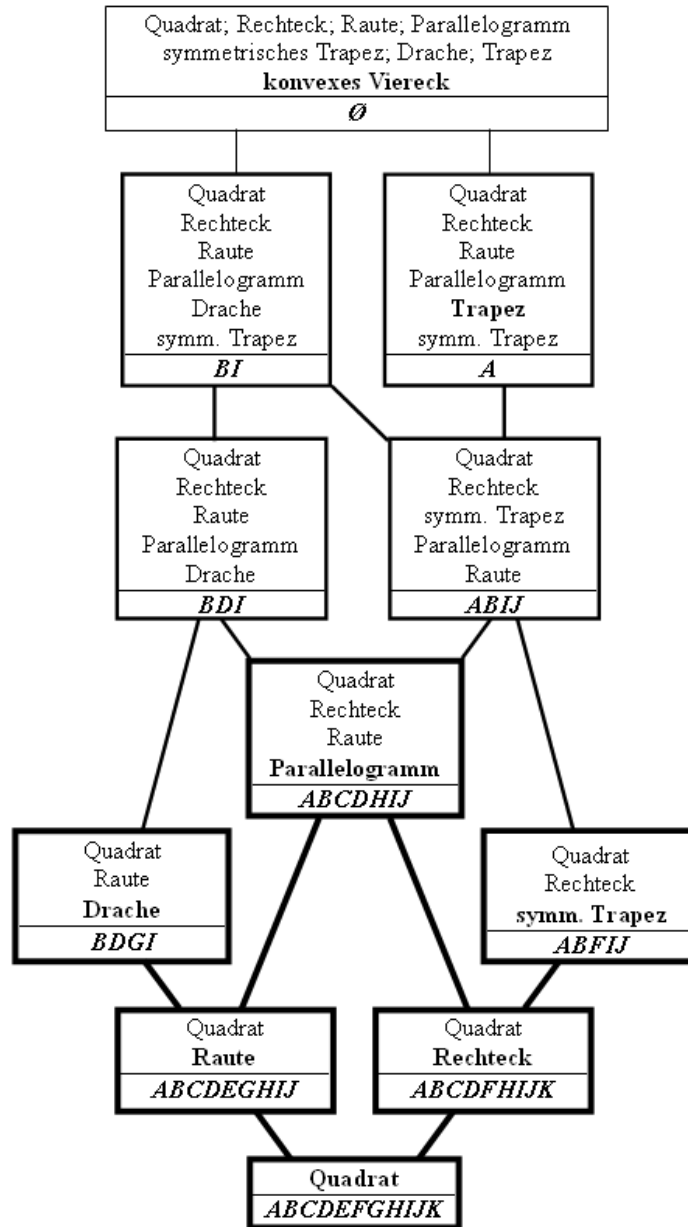 Quadrat; Rechteck; Raute; Parallelogramm
symmetrisches Trapez; Drache; Trapez
konvexes Viereck
Ø
Quadrat
Rechteck
Raute
Parallelogramm
Drache
symm. Trapez
BI
Quadrat
Rechteck
Raute
Parallelogramm
Trapez
symm. Trapez
A
Quadrat
Rechteck
Raute
Parallelogramm
Drache
BDI
Quadrat
Rechteck
symm. Trapez
Parallelogramm
Raute
ABIJ
Quadrat
Rechteck
Raute
Parallelogramm
ABCDHIJ
Quadrat
Raute
Drache
BDGI
Quadrat
Rechteck
symm. Trapez
ABFIJ
Quadrat
Raute
ABCDEGHIJ
Quadrat
Rechteck
ABCDFHIJK
Quadrat
ABCDEFGHIJK